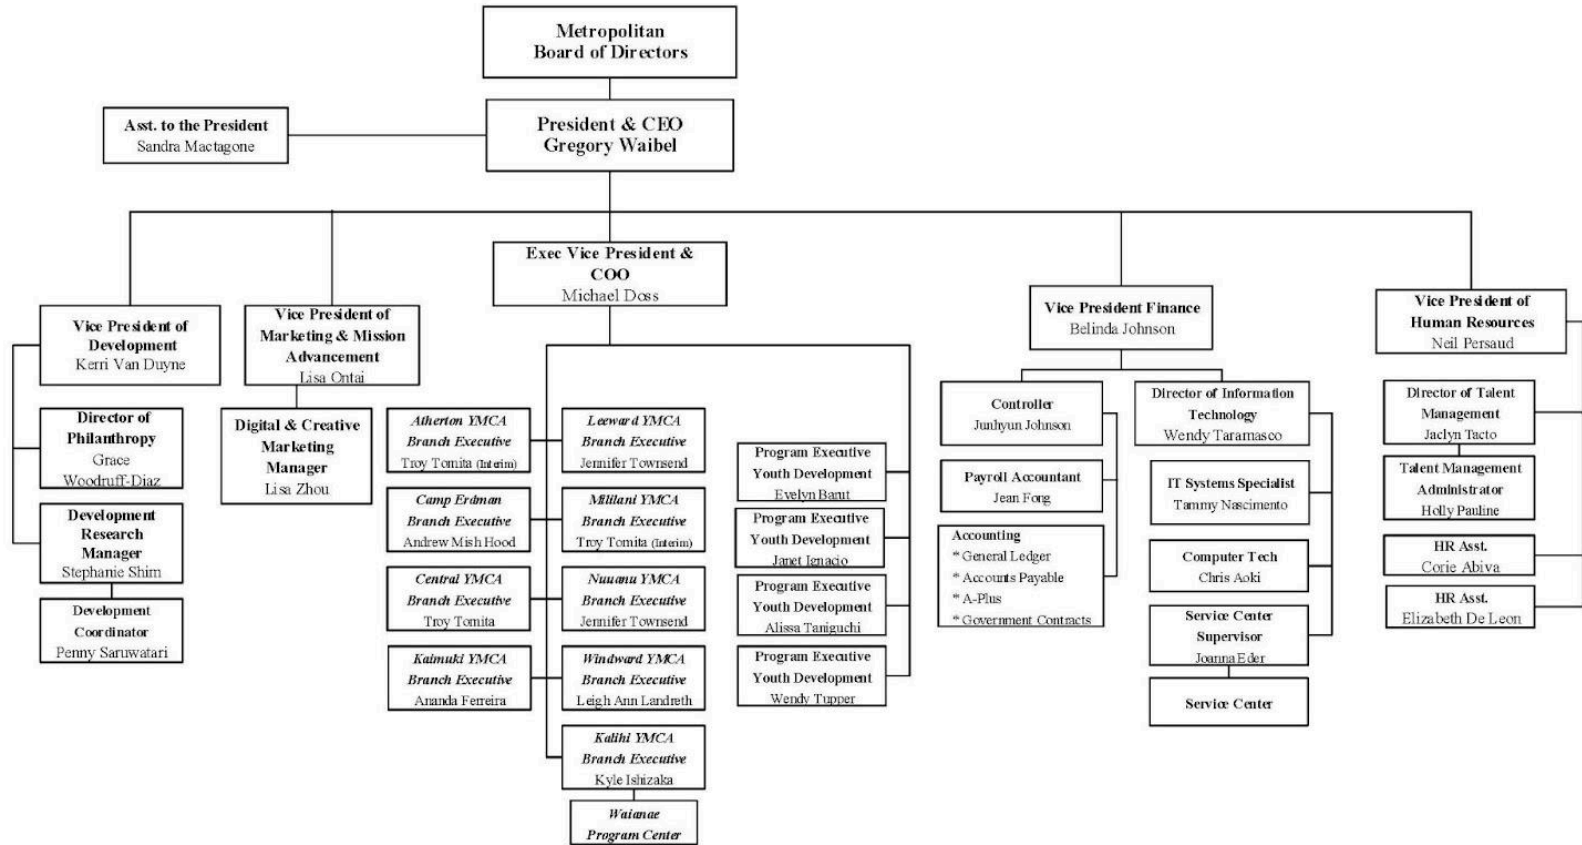 Metropolitan
Board of Directors
Asst. to the President
Sandra Mactagone
President & CEO
Gregory Waibel
Exec Vice President &
COO
Michael Doss
Vice President of
Development
Kerri Van Duyne
Director of
Philanthropy
Grace
Woodruff-Diaz
Development
Research
Manager
Stephanie Shim
Development
Coordinator
Penny Saruwatari
Vice President of
Marketing & Mission
Advancement
Lisa Ontai
Digital & Creative
Marketing
Manager
Lisa Zhou
Atherton YMCA
Branch Executive
Troy Tomita (Interim)
Leeward YMCA
Branch Executive
Jennifer Townsend
Camp Erdman
Branch Executive
Andrew Mish Hood
Mililani YMCA
Branch Executive
Troy Tomita (Interim)
Central YMCA
Branch Executive
Troy Tomita
Nuuanu YMCA
Branch Executive
Jennifer Townsend
Kaimuki YMCA
Branch Executive
Ananda Ferreira
Windward YMCA
Branch Executive
Leigh Ann Landreth
Kalihi YMCA
Branch Executive
Kyle Ishizaka
Waianae
Program Center
Program Executive
Youth Development
Evelyn Barut
Program Executive
Youth Development
Janet Ignacio
Program Executive
Youth Development
Alissa Taniguchi
Program Executive
Youth Development
Wendy Tupper
Vice President Finance
Belinda Johnson
Controller
Junhyun Johnson
Payroll Accountant
Jean Fong
Accounting
* General Ledger
* Accounts Payable
* A-Plus
* Government Contracts
Director of Information
Technology
Wendy Taramasco
IT Systems Specialist
Tammy Nascimento
Computer Tech
Chris Aoki
Service Center
Supervisor
Joanna Eder
Service Center
Vice President of
Human Resources
Neil Persaud
Director of Talent
Management
Jaclyn Tacto
Talent Management
Administrator
Holly Pauline
HR Asst.
Corie Abiva
HR Asst.
Elizabeth De Leon